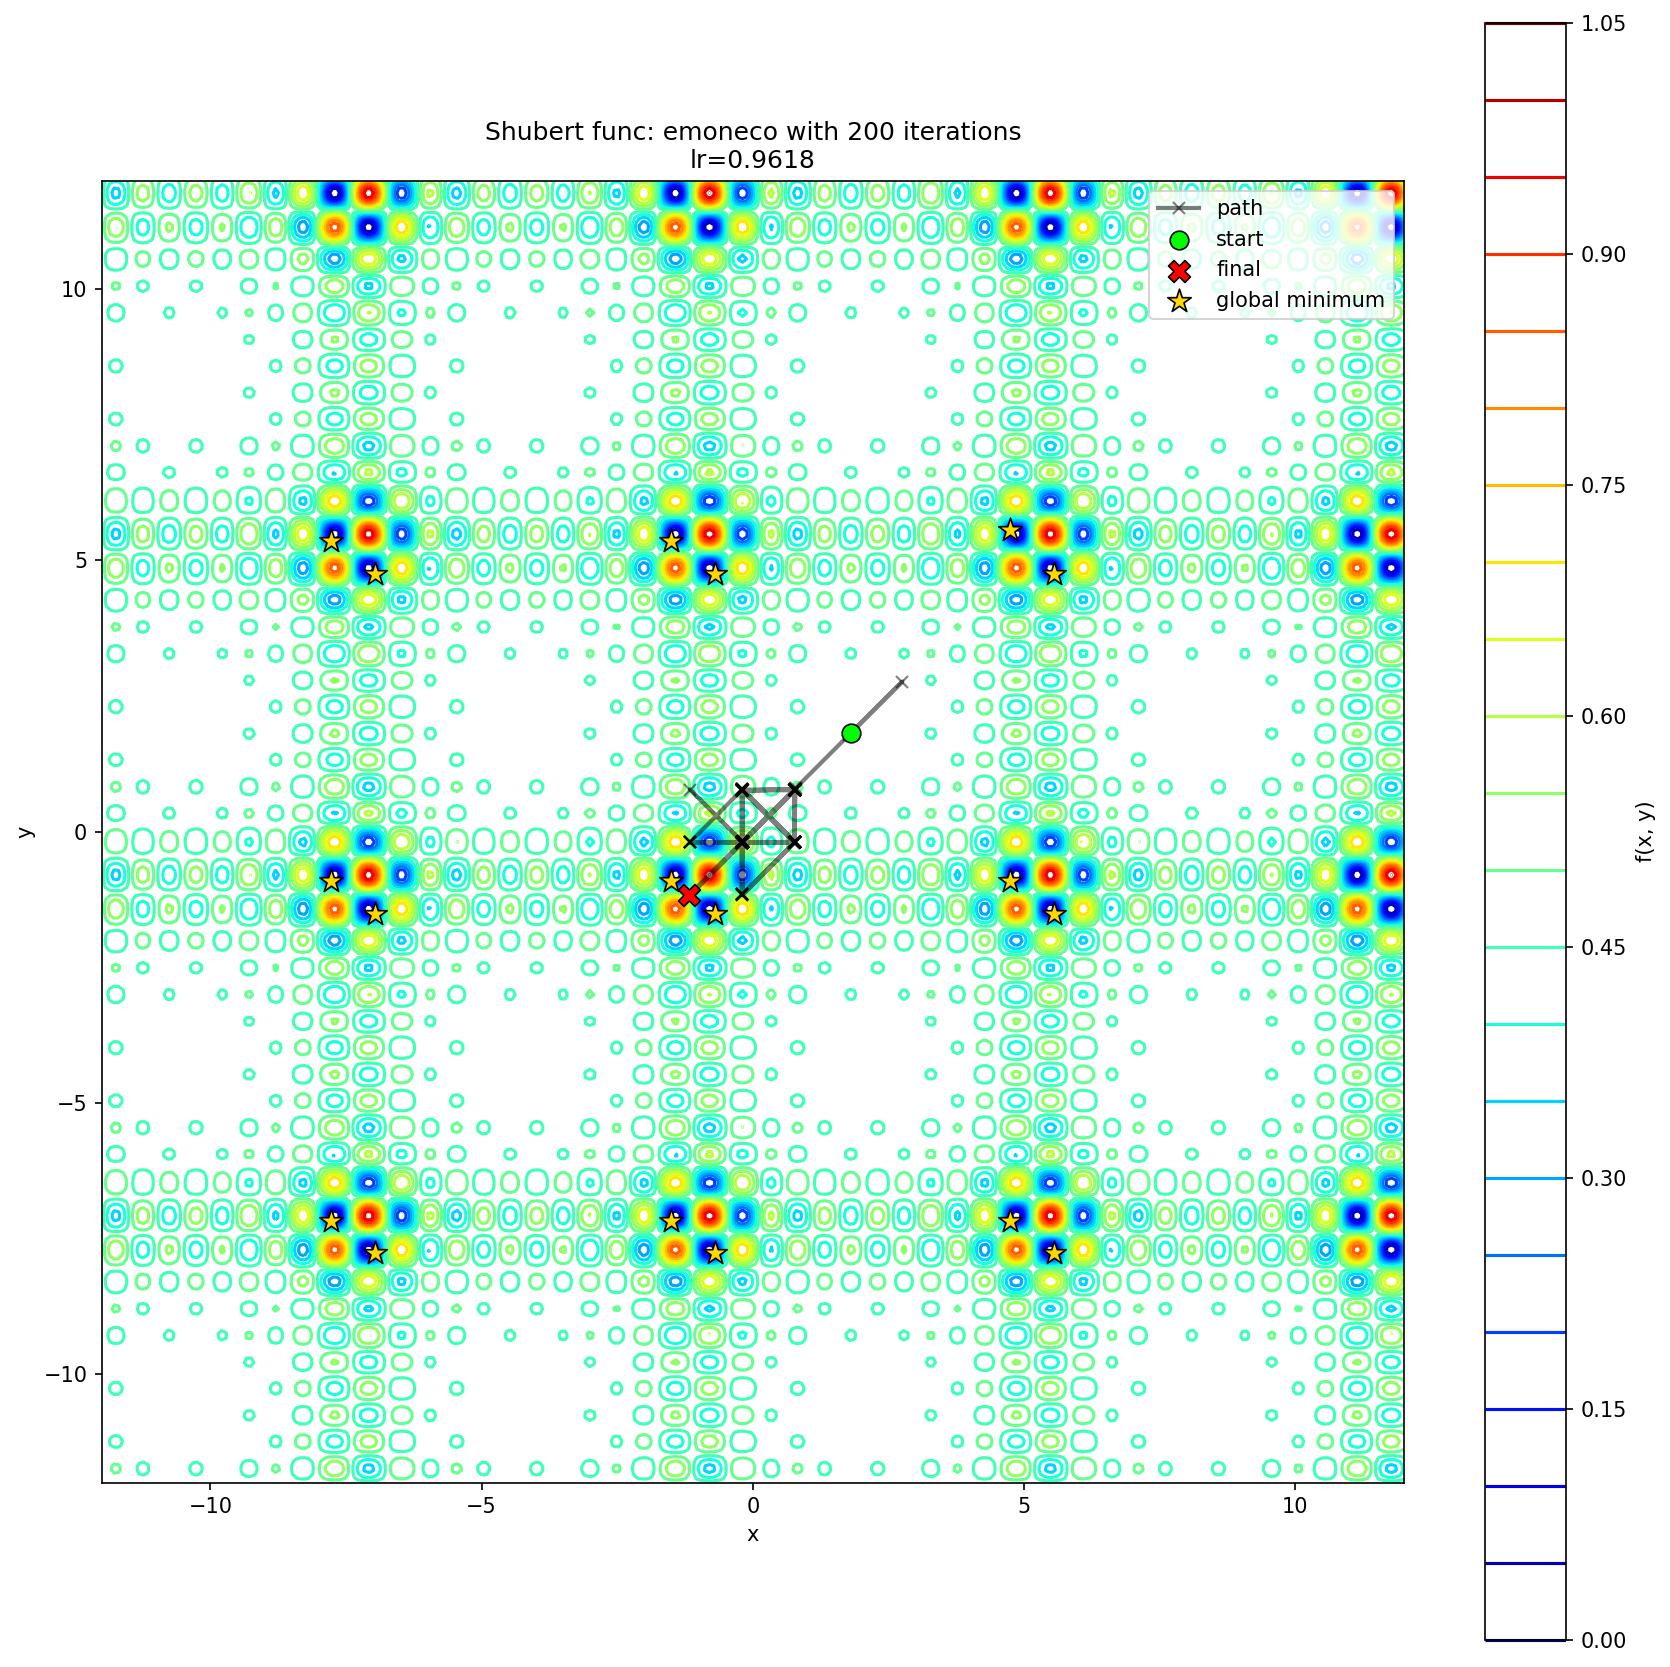 Shubert func: emoneco with 200 iterations
lr=0.9618
path
start
final
global minimum
10
5
0
−5
−10
y
−10
−5
0
5
10
x
1.05
0.90
0.75
0.60
0.45
0.30
0.15
0.00
f(x, y)